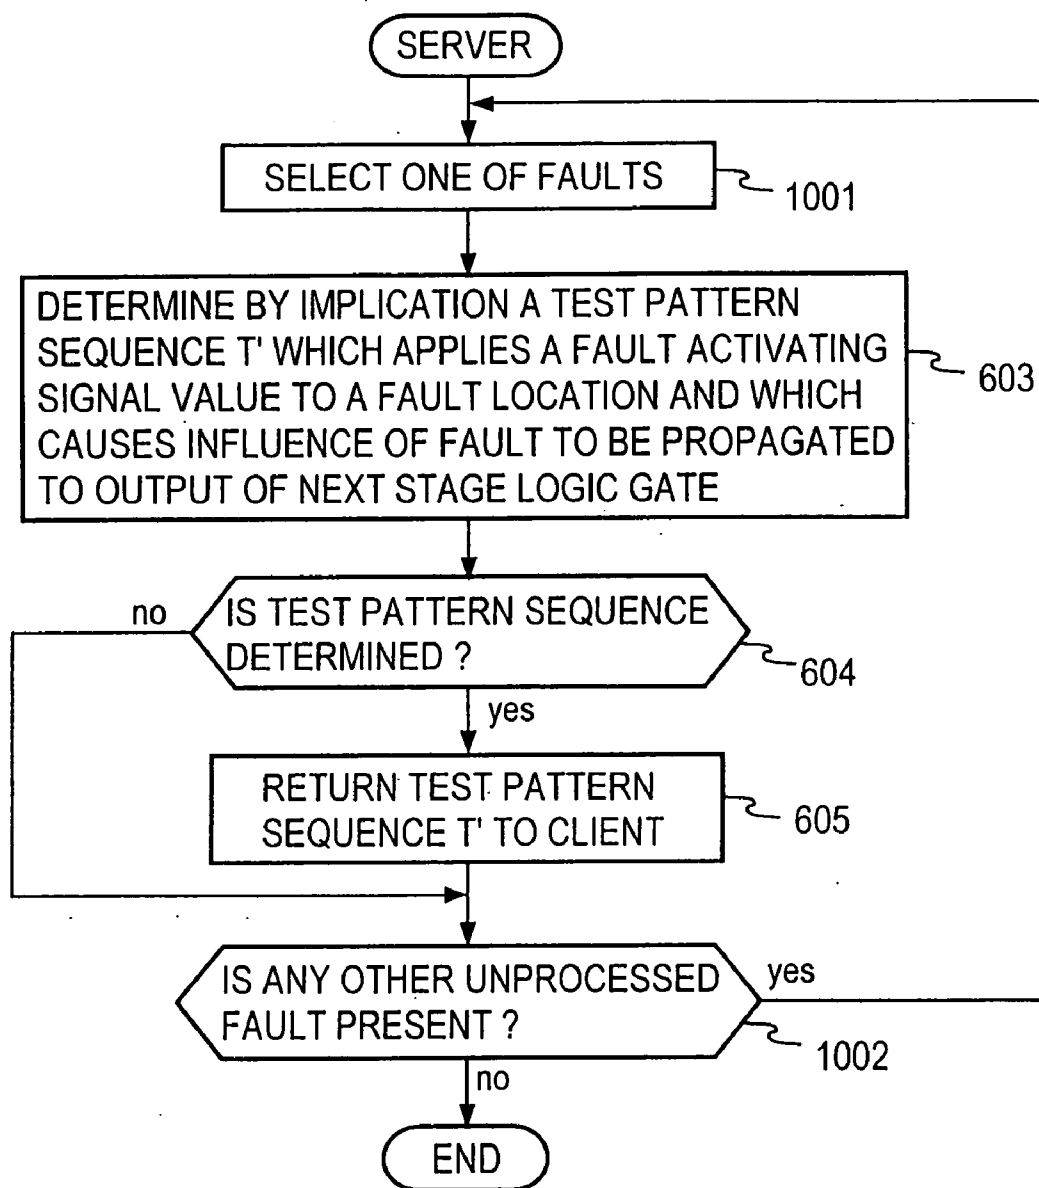 SERVER
SELECT ONE OF FAULTS
1001
DETERMINE BY IMPLICATION A TEST PATTERN
SEQUENCE T' WHICH APPLIES A FAULT ACTIVATING
SIGNAL VALUE TO A FAULT LOCATION AND WHICH
CAUSES INFLUENCE OF FAULT TO BE PROPAGATED
TO OUTPUT OF NEXT STAGE LOGIC GATE
603
no
IS TEST PATTERN SEQUENCE
DETERMINED ?
604
yes
RETURN TEST PATTERN
SEQUENCE T' TO CLIENT
605
IS ANY OTHER UNPROCESSED
FAULT PRESENT ?
yes
1002
no
END